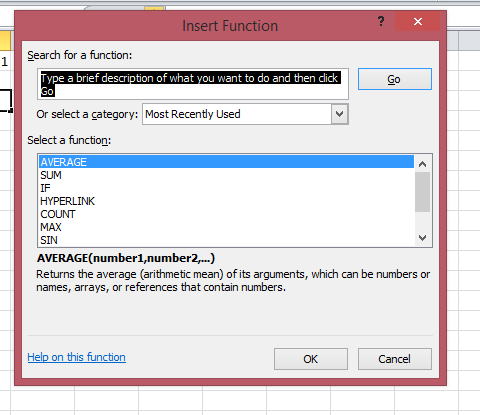 Insert Function
?
1
Search for a function:
Type a brief description of what you want to do and then click
Go
Go
Or select a category: Most Recently Used
Select a function:
AVERAGE
SUM
IF
HYPERLINK
COUNT
MAX
SIN
AVERAGE(number1,number2,...)
Returns the average (arithmetic mean) of its arguments, which can be numbers or
names, arrays, or references that contain numbers.
Help on this function
OK
Cancel